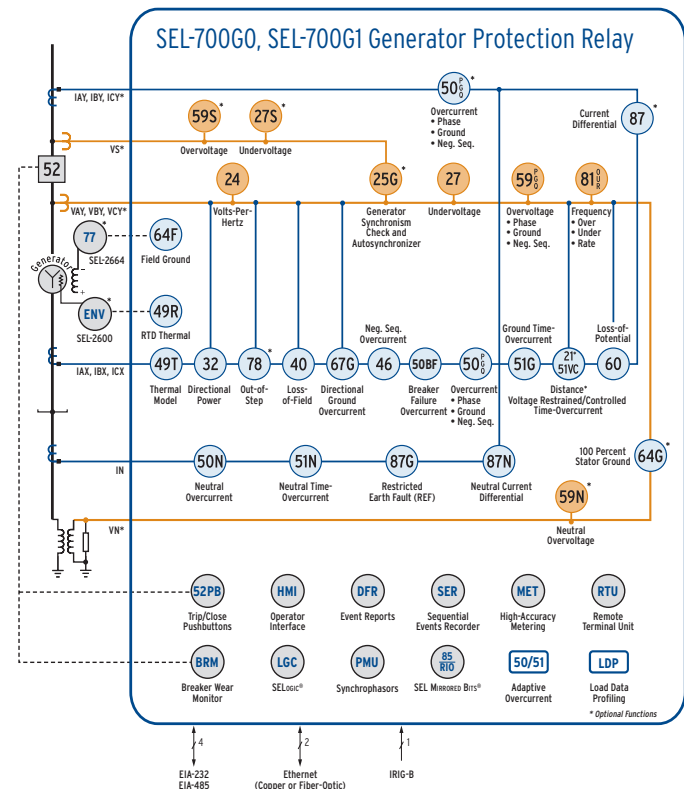 SEL-700G0, SEL-700G1 Generator Protection Relay
IAY, IBY, ICY*
50 P G Q *
Overcurrent
• Phase
• Ground
• Neg. Seq.
87 *
Current
Differential
59S *
Overvoltage
27S *
Undervoltage
VS*
52
24
Volts-Per-
Hertz
25G *
Generator
Synchronism
Check and
Autosynchronizer
27
Undervoltage
59 P G Q
Overvoltage
• Phase
• Ground
• Neg. Seq.
81 O U R
Frequency
• Over
• Under
• Rate
VAY, VBY, VCY*
77 *
SEL-2664
64F
Field Ground
Generator
+
–
ENV *
SEL-2600
49R
RTD Thermal
IAX, IBX, ICX
49T
Thermal
Model
32
Directional
Power
78 *
Out-of-
Step
40
Loss-
of-Field
67G
Directional
Ground
Overcurrent
Neg. Seq.
Overcurrent
46
50BF
Breaker
Failure
Overcurrent
50 P G Q
Overcurrent
• Phase
• Ground
• Neg. Seq.
Ground Time-
Overcurrent
51G
21*
51VC
Distance*
Voltage Restrained/Controlled
Time-Overcurrent
Loss-of-
Potential
60
IN
50N
Neutral
Overcurrent
51N
Neutral Time-
Overcurrent
87G
Restricted
Earth Fault (REF)
87N
Neutral Current
Differential
100 Percent
Stator Ground
64G *
59N *
Neutral
Overvoltage
VN*
52PB
Trip/Close
Pushbuttons
HMI
Operator
Interface
DFR
Event Reports
SER
Sequential
Events Recorder
MET
High-Accuracy
Metering
RTU
Remote
Terminal Unit
BRM
Breaker Wear
Monitor
LGC
SELOGIC®
PMU
Synchrophasors
85
RIO
SEL MIRRORED BITS®
50/51
Adaptive
Overcurrent
LDP
Load Data
Profiling
* Optional Functions
4
EIA-232
EIA-485
2
Ethernet
(Copper or Fiber-Optic)
1
IRIG-B